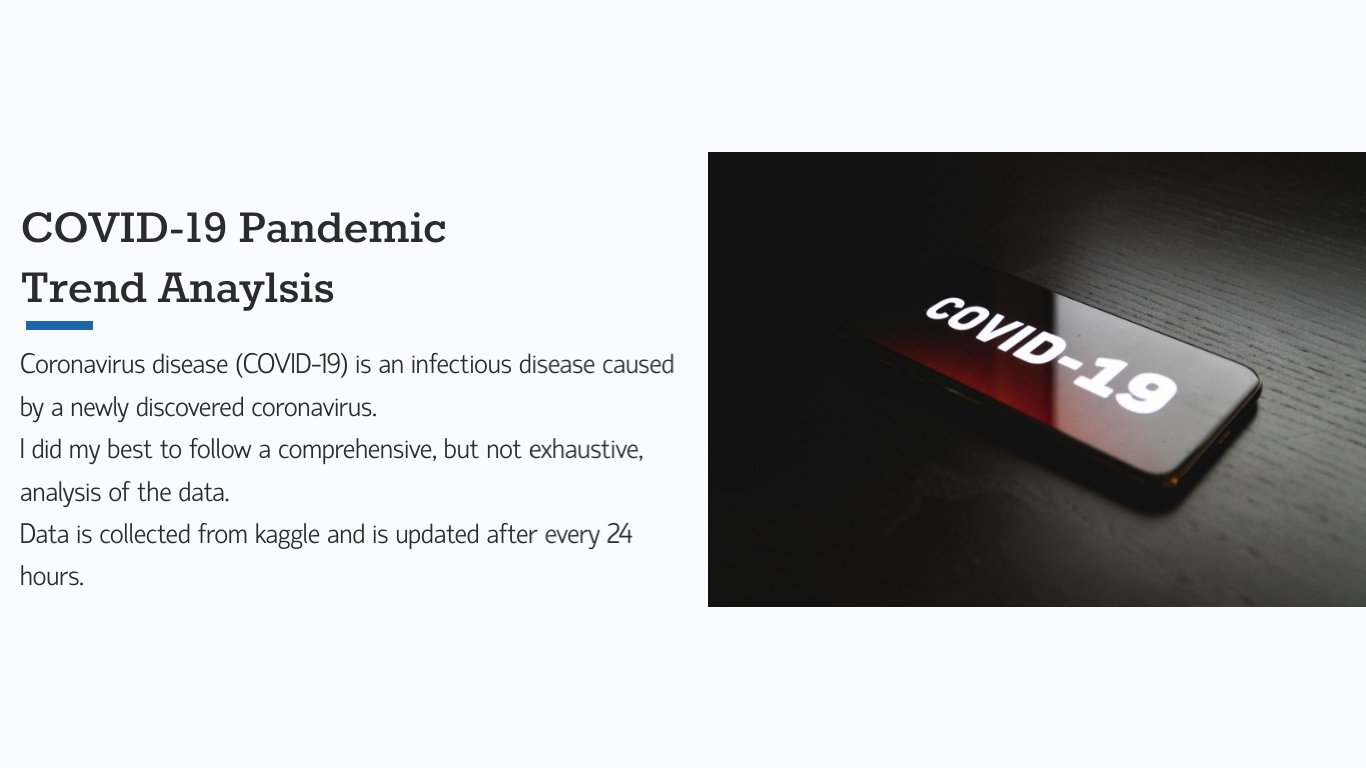 COVID-19 Pandemic
Trend Anaylsis
Coronavirus disease (COVID-19) is an infectious disease caused
by a newly discovered coronavirus.
I did my best to follow a comprehensive, but not exhaustive,
analysis of the data.
Data is collected from kaggle and is updated after every 24
hours.
COVID-19